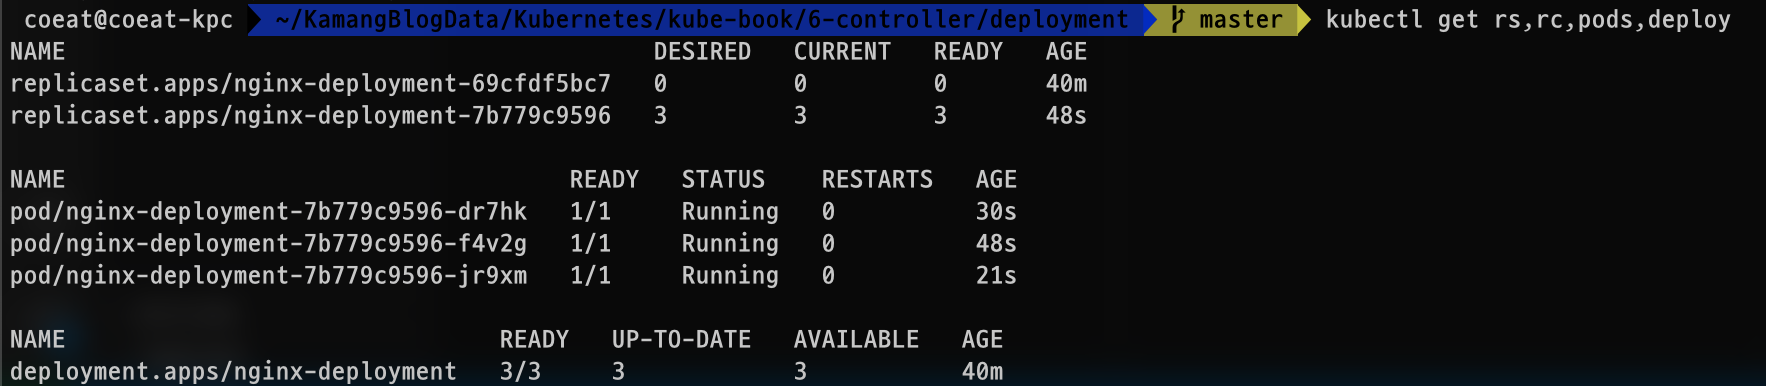 coeat@coeat-kpc ~/KamangBlogData/Kubernetes/kube-book/6-controller/deployment master kubectl get rs,rc,pods,deploy
NAME DESIRED CURRENT READY AGE
replicaset.apps/nginx-deployment-69cfdf5bc7 0 0 0 40m
replicaset.apps/nginx-deployment-7b779c9596 3 3 3 48s
NAME READY STATUS RESTARTS AGE
pod/nginx-deployment-7b779c9596-dr7hk 1/1 Running 0 30s
pod/nginx-deployment-7b779c9596-f4v2g 1/1 Running 0 48s
pod/nginx-deployment-7b779c9596-jr9xm 1/1 Running 0 21s
NAME READY UP-TO-DATE AVAILABLE AGE
deployment.apps/nginx-deployment 3/3 3 3 40m